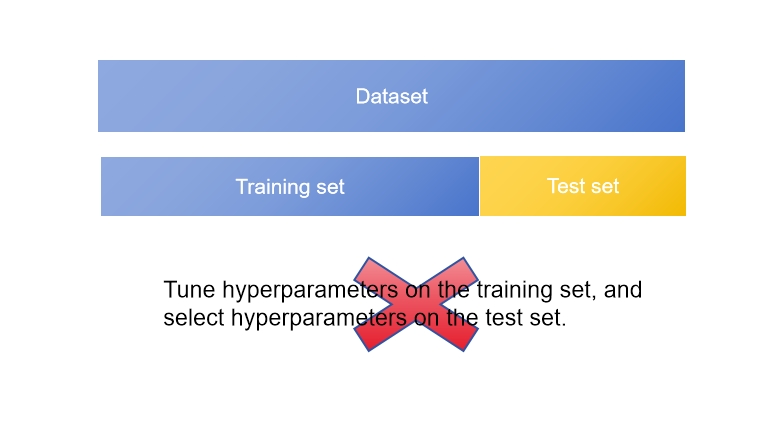 Dataset
Training set
Test set
Tune hyperparameters on the training set, and
select hyperparameters on the test set.